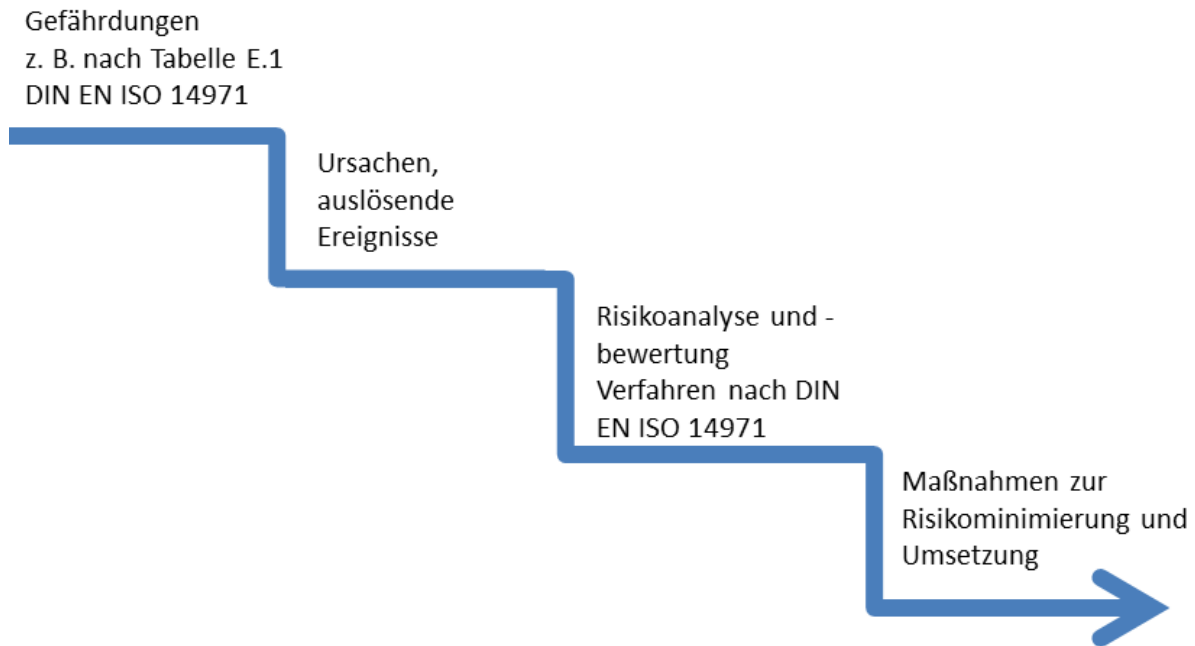 Gefährdungen
z. B. nach Tabelle E.1
DIN EN ISO 14971
Ursachen,
auslösende
Ereignisse
Risikoanalyse und -
bewertung
Verfahren nach DIN
EN ISO 14971
Maßnahmen zur
Risikominimierung und
Umsetzung